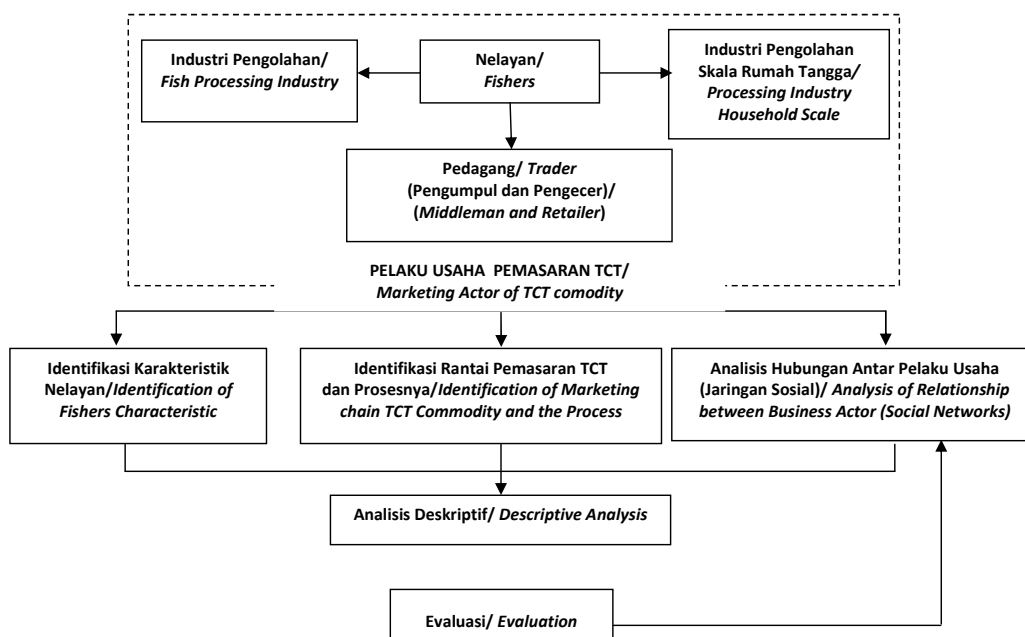 Industri Pengolahan/
Fish Processing Industry
Nelayan/
Fishers
Industri Pengolahan
Skala Rumah Tangga/
Processing Industry
Household Scale
Pedagang/ Trader
(Pengumpul dan Pengecer)/
(Middleman and Retailer)
PELAKU USAHA PEMASARAN TCT/
Marketing Actor of TCT comodity
Identifikasi Karakteristik
Nelayan/Identification of
Fishers Characteristic
Identifikasi Rantai Pemasaran TCT
dan Prosesnya/Identification of Marketing
chain TCT Commodity and the Process
Analisis Hubungan Antar Pelaku Usaha
(Jaringan Sosial)/ Analysis of Relationship
between Business Actor (Social Networks)
Analisis Deskriptif/ Descriptive Analysis
Evaluasi/ Evaluation